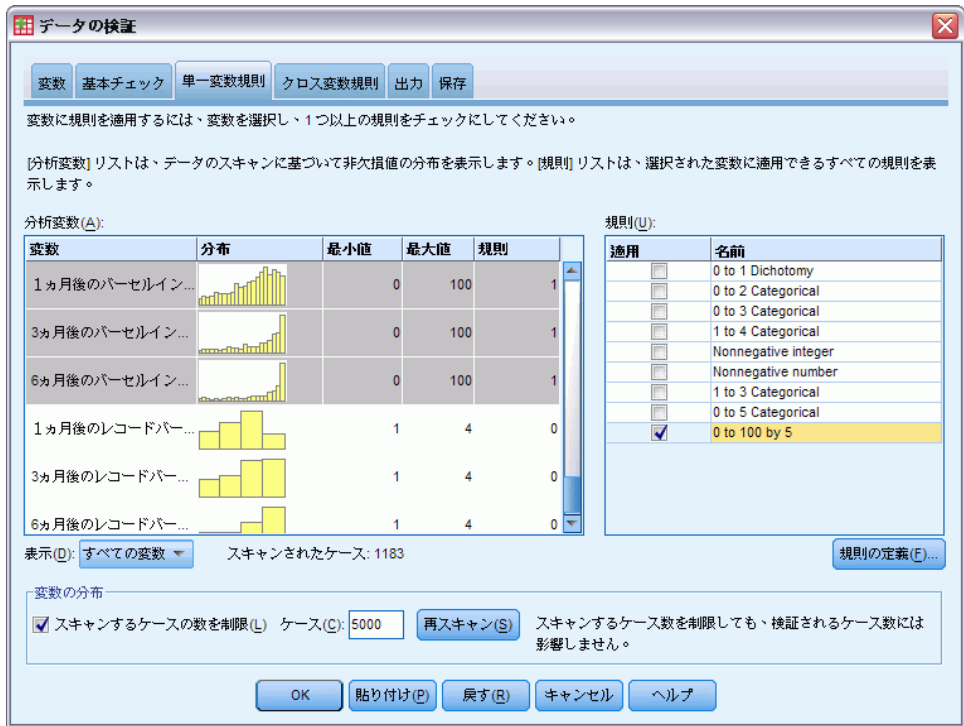 データの検証
変数 基本チェック 単一変数規則 クロス変数規則 出力 保存
変数に規則を適用するには、変数を選択し、1つ以上の規則をチェックにしてください。
[分析変数] リストは、データのスキャンに基づいて非欠損値の分布を表示します。[規則] リストは、選択された変数に適用できるすべての規則を表
示します。
分析変数(A):
変数 分布 最小値 最大値 規則
1ヵ月後のバーセルイン... 0 100 1
3ヵ月後のバーセルイン... 0 100 1
6ヵ月後のバーセルイン... 0 100 1
1ヵ月後のレコードバー... 1 4 0
3ヵ月後のレコードバー... 1 4 0
6ヵ月後のレコードバー... 1 4 0
規則(U):
適用 名前
0 to 1 Dichotomy
0 to 2 Categorical
0 to 3 Categorical
1 to 4 Categorical
Nonnegative integer
Nonnegative number
1 to 3 Categorical
0 to 5 Categorical
0 to 100 by 5
表示(D): すべての変数 スキャンされたケース: 1183
規則の定義(F)...
変数の分布
スキャンするケースの数を制限(L) ケース(C): 5000 再スキャン(S) スキャンするケース数を制限しても、検証されるケース数には
影響しません。
OK 貼り付け(P) 戻す(R) キャンセル ヘルプ